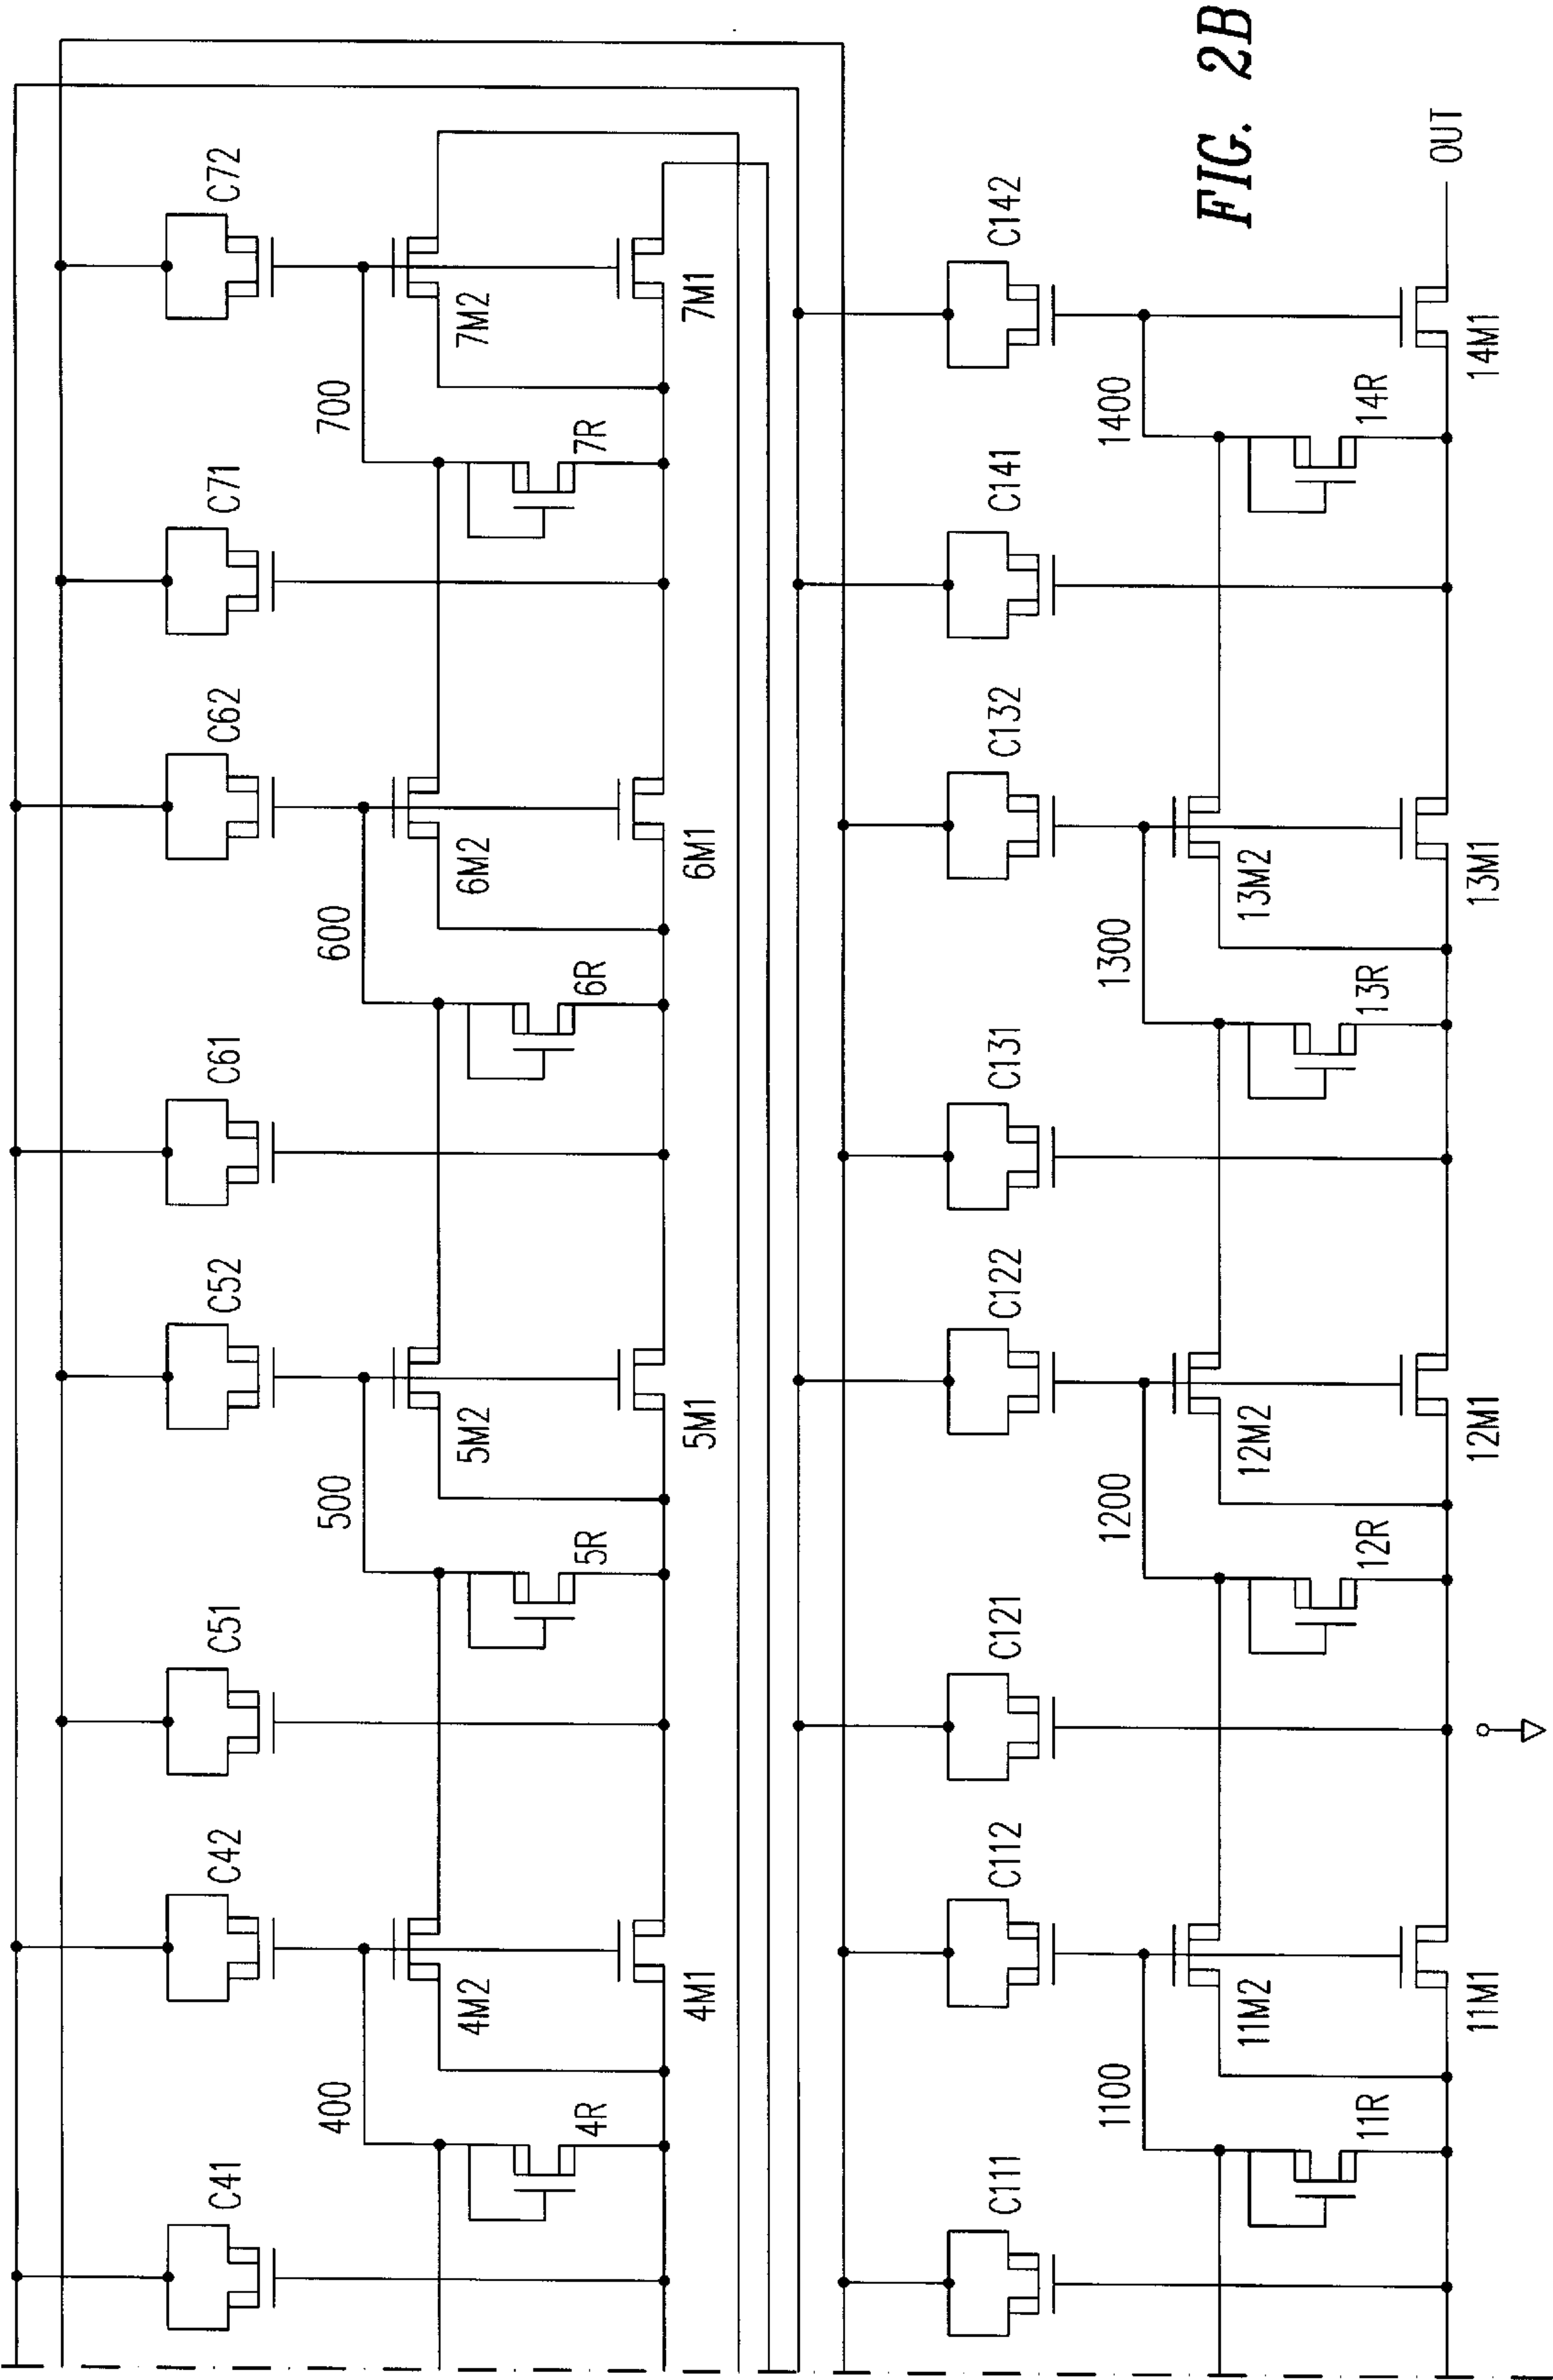 C41
C42
C51
C52
C61
C62
C71
C72
400
500
600
700
4R
4M2
5R
5M2
6R
6M2
7R
7M2
4M1
5M1
6M1
7M1
C111
C112
C121
C122
C131
C132
C141
C142
1100
1200
1300
1400
11R
11M2
12R
12M2
13R
13M2
14R
11M1
12M1
13M1
14M1
OUT
FIG. 2B